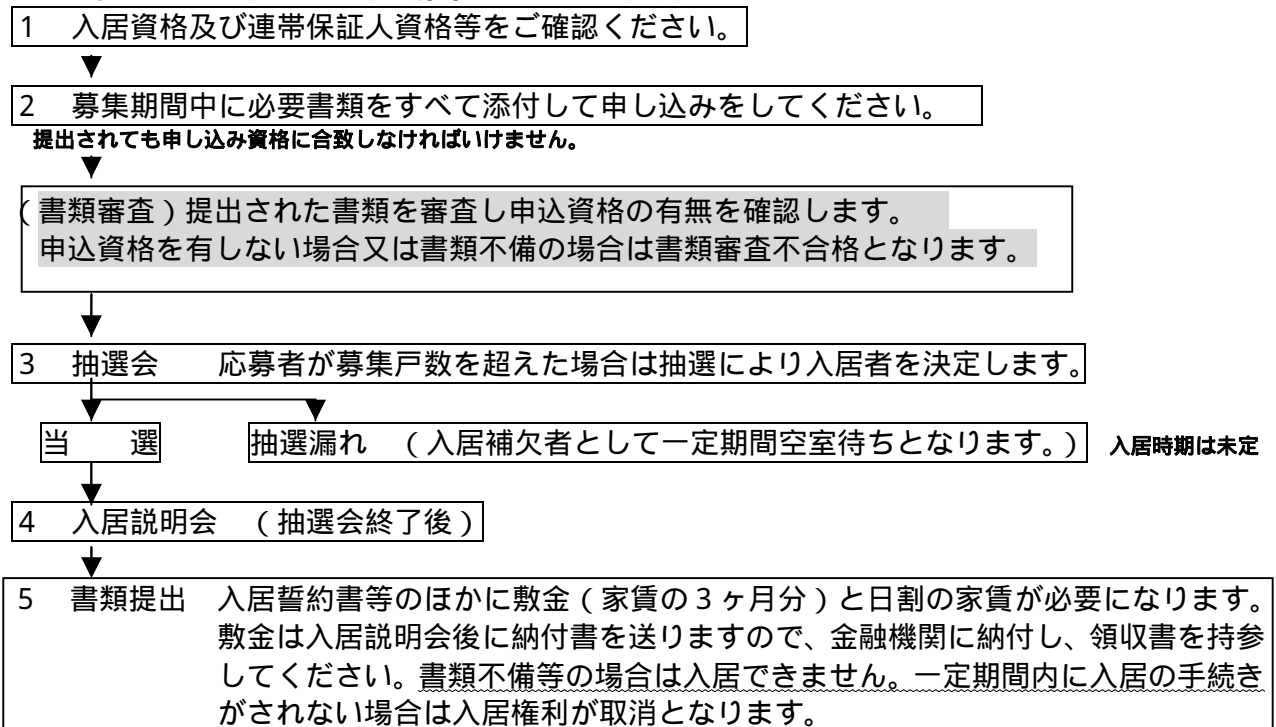 1 入居資格及び連帯保証人資格等をご確認ください。
2 募集期間中に必要書類をすべて添付して申し込みをしてください。
提出されても申し込み資格に合致しなければいけません。
(書類審査)提出された書類を審査し申込資格の有無を確認します。
申込資格を有しない場合又は書類不備の場合は書類審査不合格となります。
3 抽選会 応募者が募集戸数を超えた場合は抽選により入居者を決定します。
当 選 抽選漏れ (入居補欠者として一定期間空室待ちとなります。) 入居時期は未定
4 入居説明会 (抽選会終了後)
5 書類提出 入居誓約書等のほかに敷金(家賃の3ヶ月分)と日割の家賃が必要になります。
敷金は入居説明会後に納付書を送りますので、金融機関に納付し、領収書を持参
してください。書類不備等の場合は入居できません。一定期間内に入居の手続き
がされない場合は入居権利が取消となります。